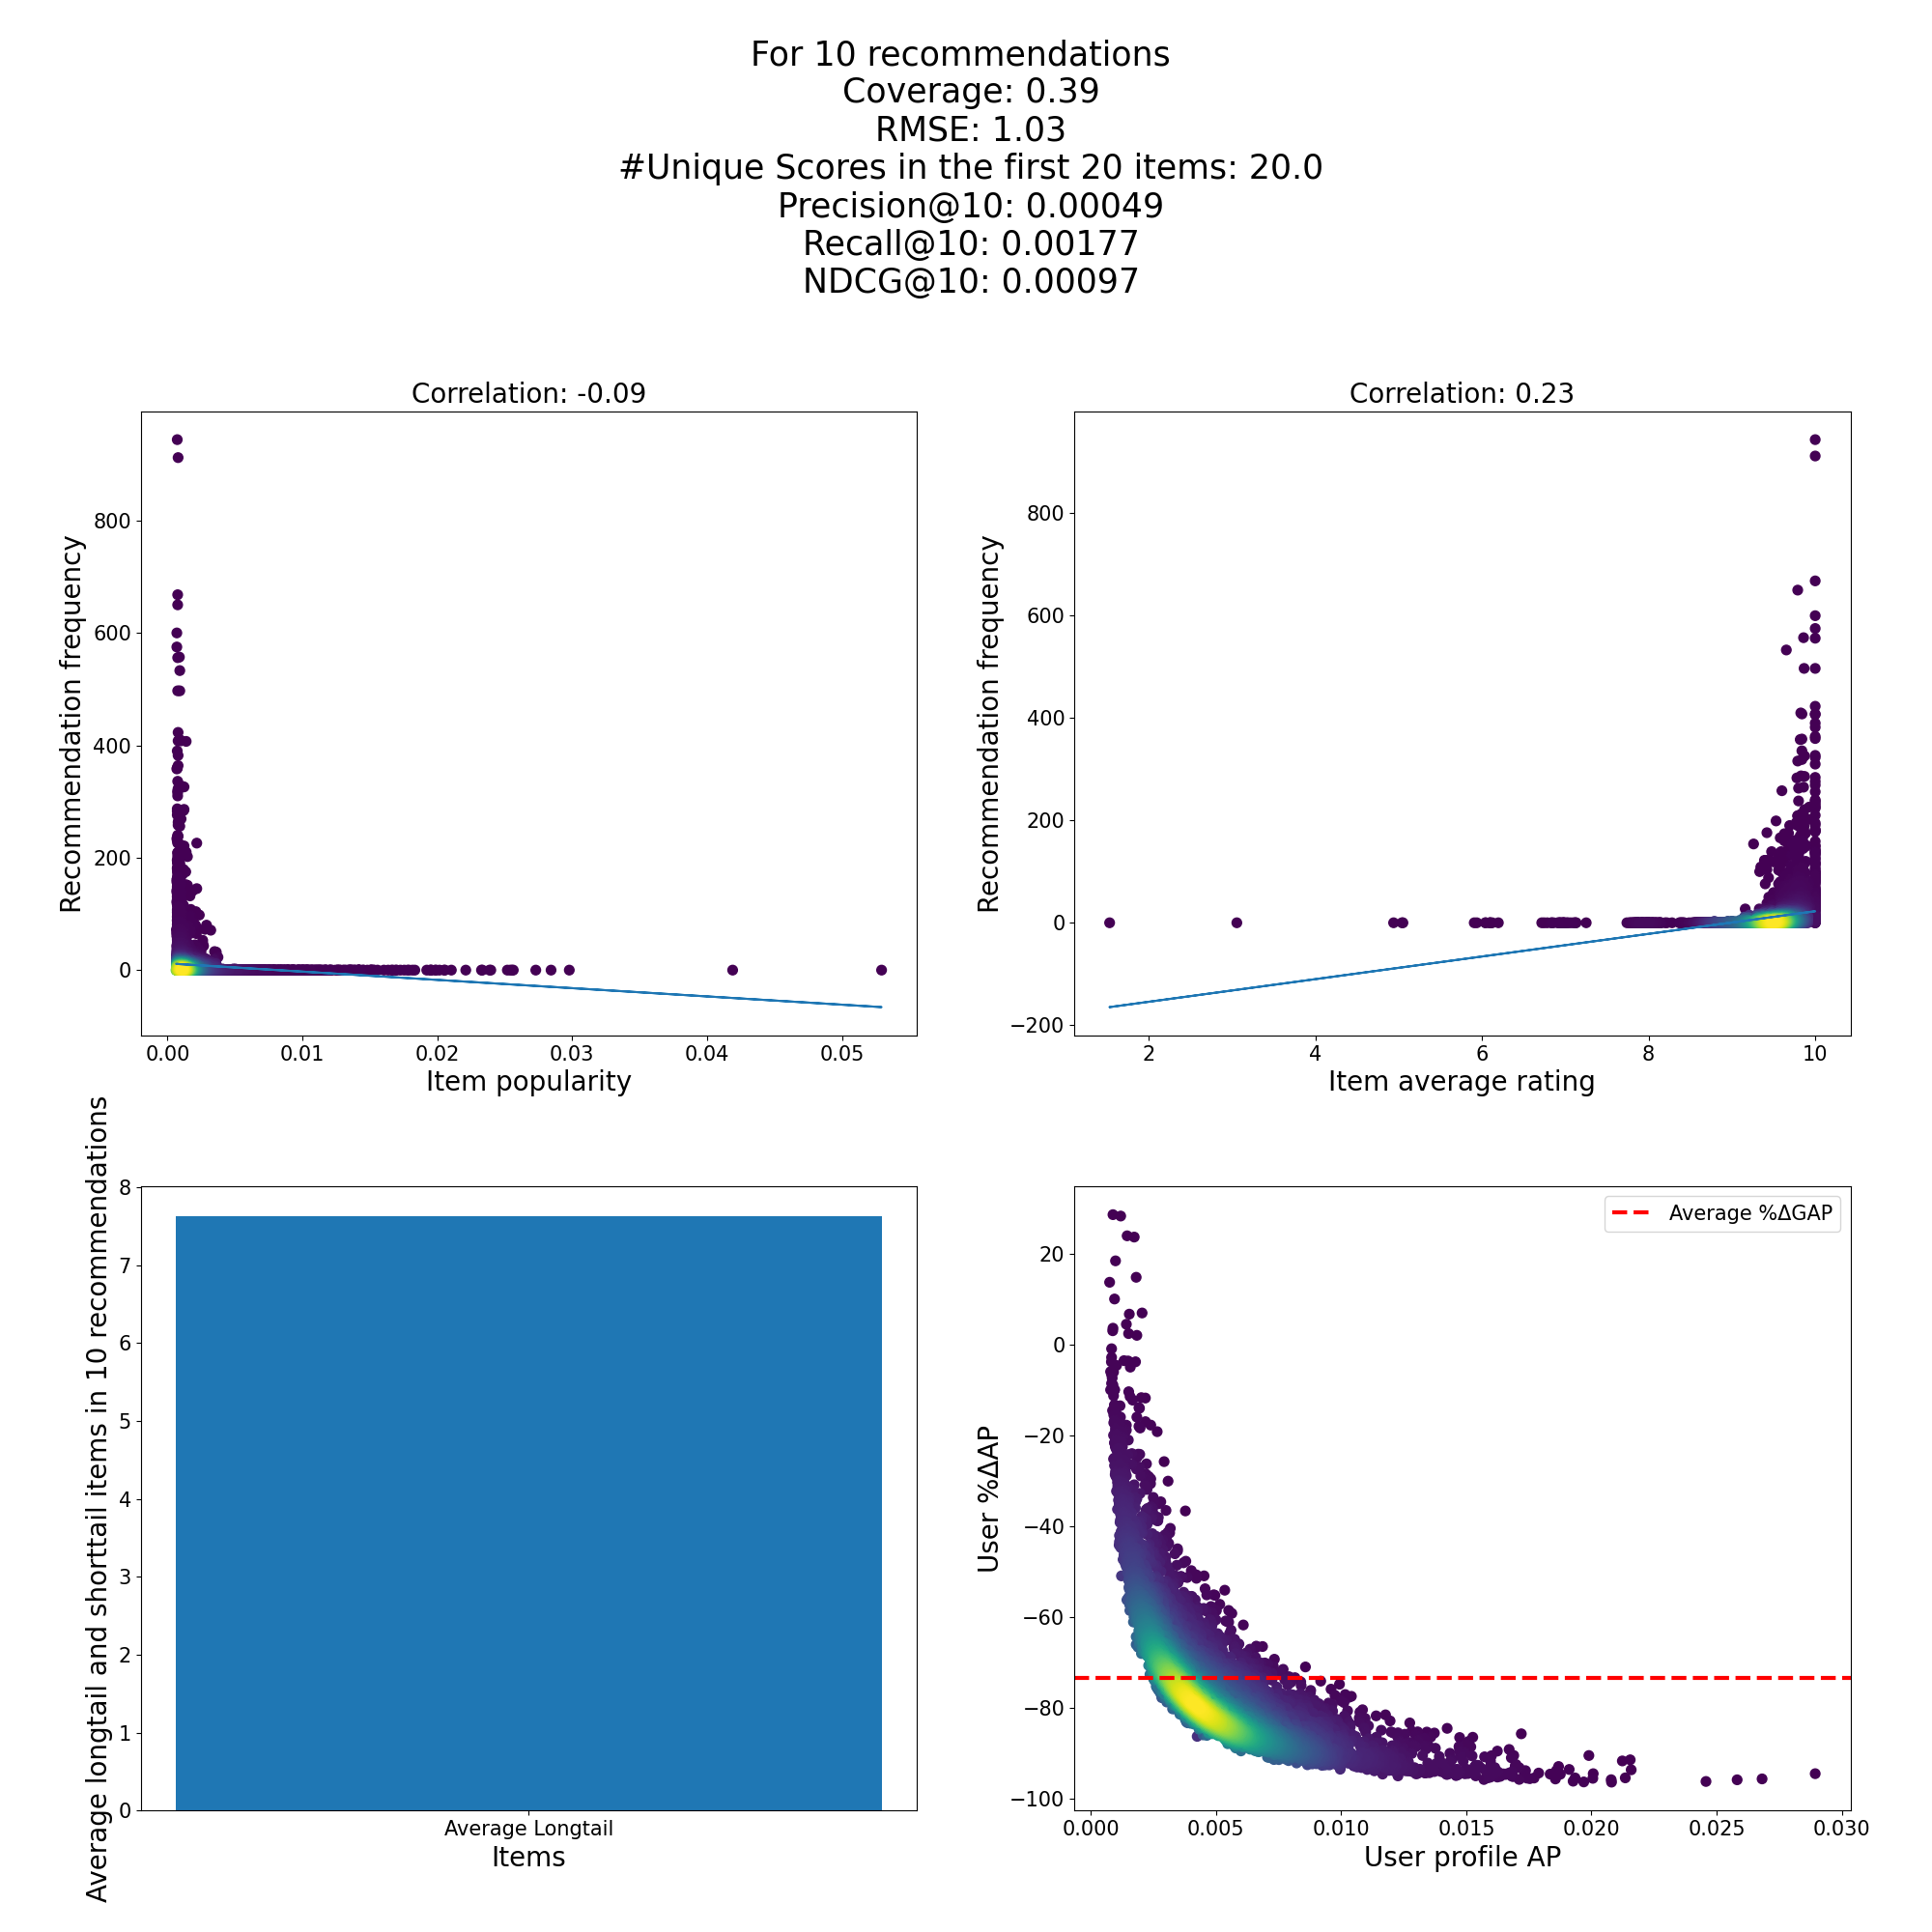 For 10 recommendations
Coverage: 0.39
RMSE: 1.03
#Unique Scores in the first 20 items: 20.0
Precision@10: 0.00049
Recall@10: 0.00177
NDCG@10: 0.00097
Correlation: -0.09
Recommendation frequency
800
600
400
200
0
0.00 0.01 0.02 0.03 0.04 0.05
Item popularity
Correlation: 0.23
Recommendation frequency
800
600
400
200
0
−200
2 4 6 8 10
Item average rating
Average longtail and shorttail items in 10 recommendations
8
7
6
5
4
3
2
1
0
Average Longtail
Items
User %ΔAP
Average %ΔGAP
20
0
−20
−40
−60
−80
−100
0.000 0.005 0.010 0.015 0.020 0.025 0.030
User profile AP